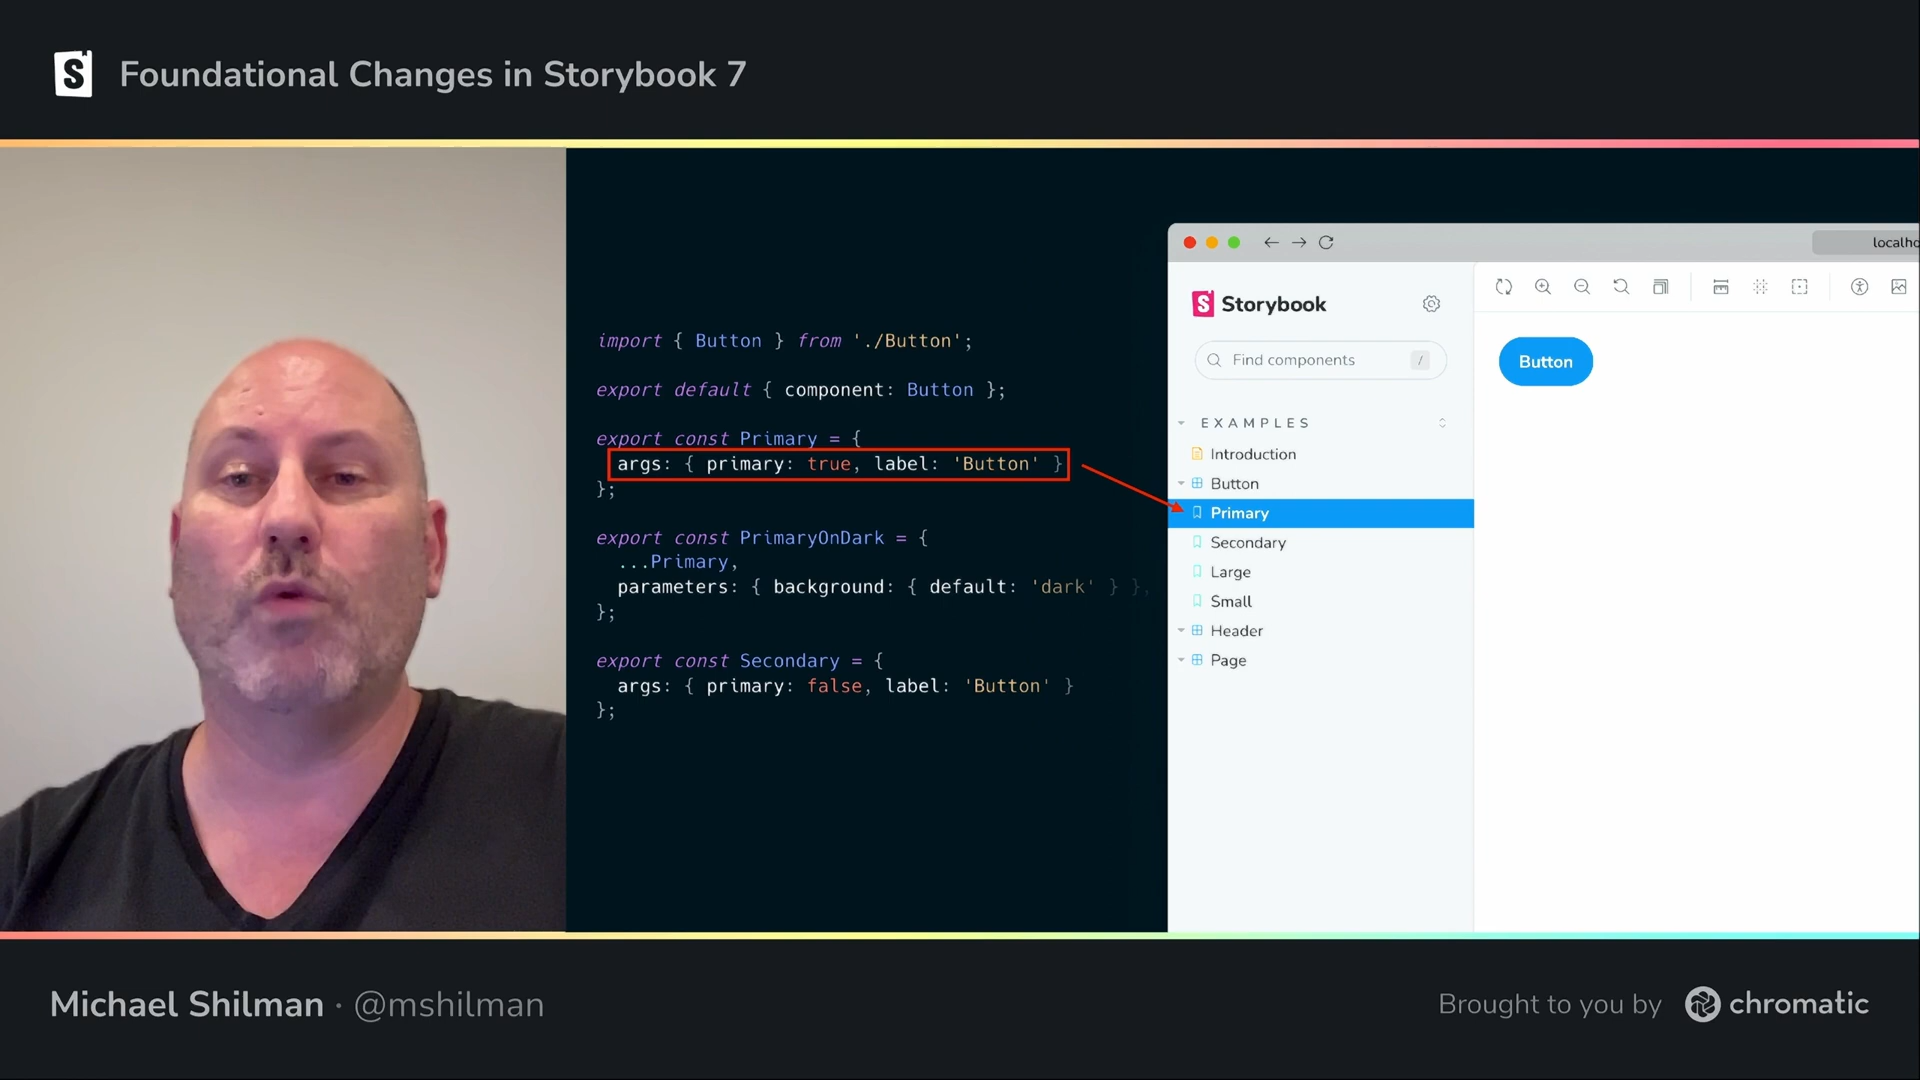 Foundational Changes in Storybook 7
import { Button } from './Button';
export default { component: Button };
export const Primary = {
args: { primary: true, label: 'Button' }
};
export const PrimaryOnDark = {
...Primary,
parameters: { background: { default: 'dark' } },
};
export const Secondary = {
args: { primary: false, label: 'Button' }
};
localho
Storybook
Find components /
EXAMPLES
Introduction
Button
Primary
Secondary
Large
Small
Header
Page
Button
Michael Shilman · @mshilman
Brought to you by chromatic